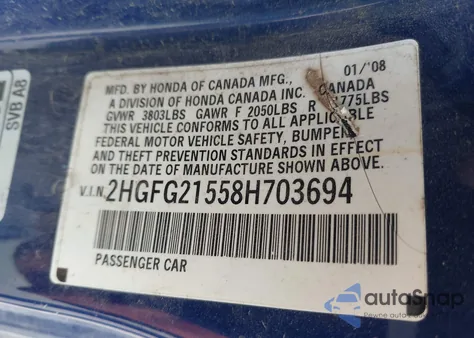 SVB A8
MFD. BY HONDA OF CANADA MFG., 01/'08
A DIVISION OF HONDA CANADA INC. CANADA
GVWR 3803LBS GAWR F 2050LBS R 1775LBS
THIS VEHICLE CONFORMS TO ALL APPLICABLE
FEDERAL MOTOR VEHICLE SAFETY, BUMPER
AND THEFT PREVENTION STANDARDS IN EFFECT
ON THE DATE OF MANUFACTURE SHOWN ABOVE.
V.I.N. 2HGFG21558H703694
PASSENGER CAR
autoSnap